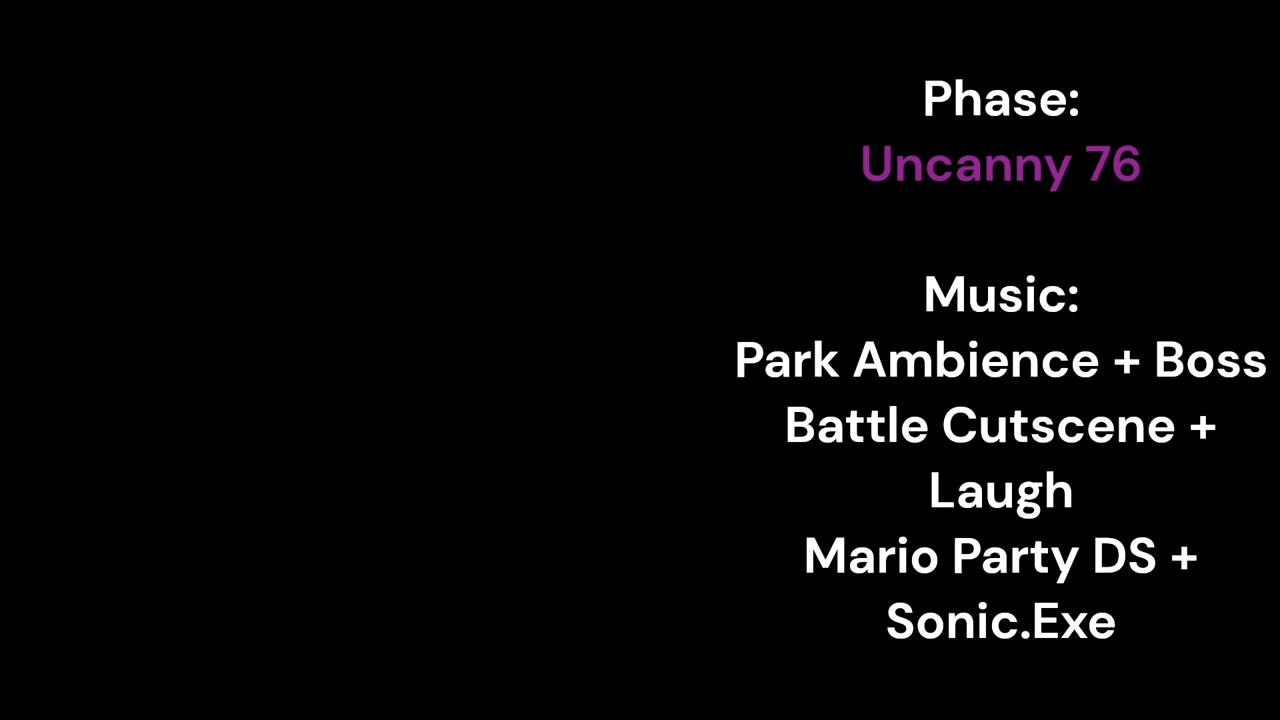 Phase:
Uncanny 76
Music:
Park Ambience + Boss
Battle Cutscene +
Laugh
Mario Party DS +
Sonic.Exe